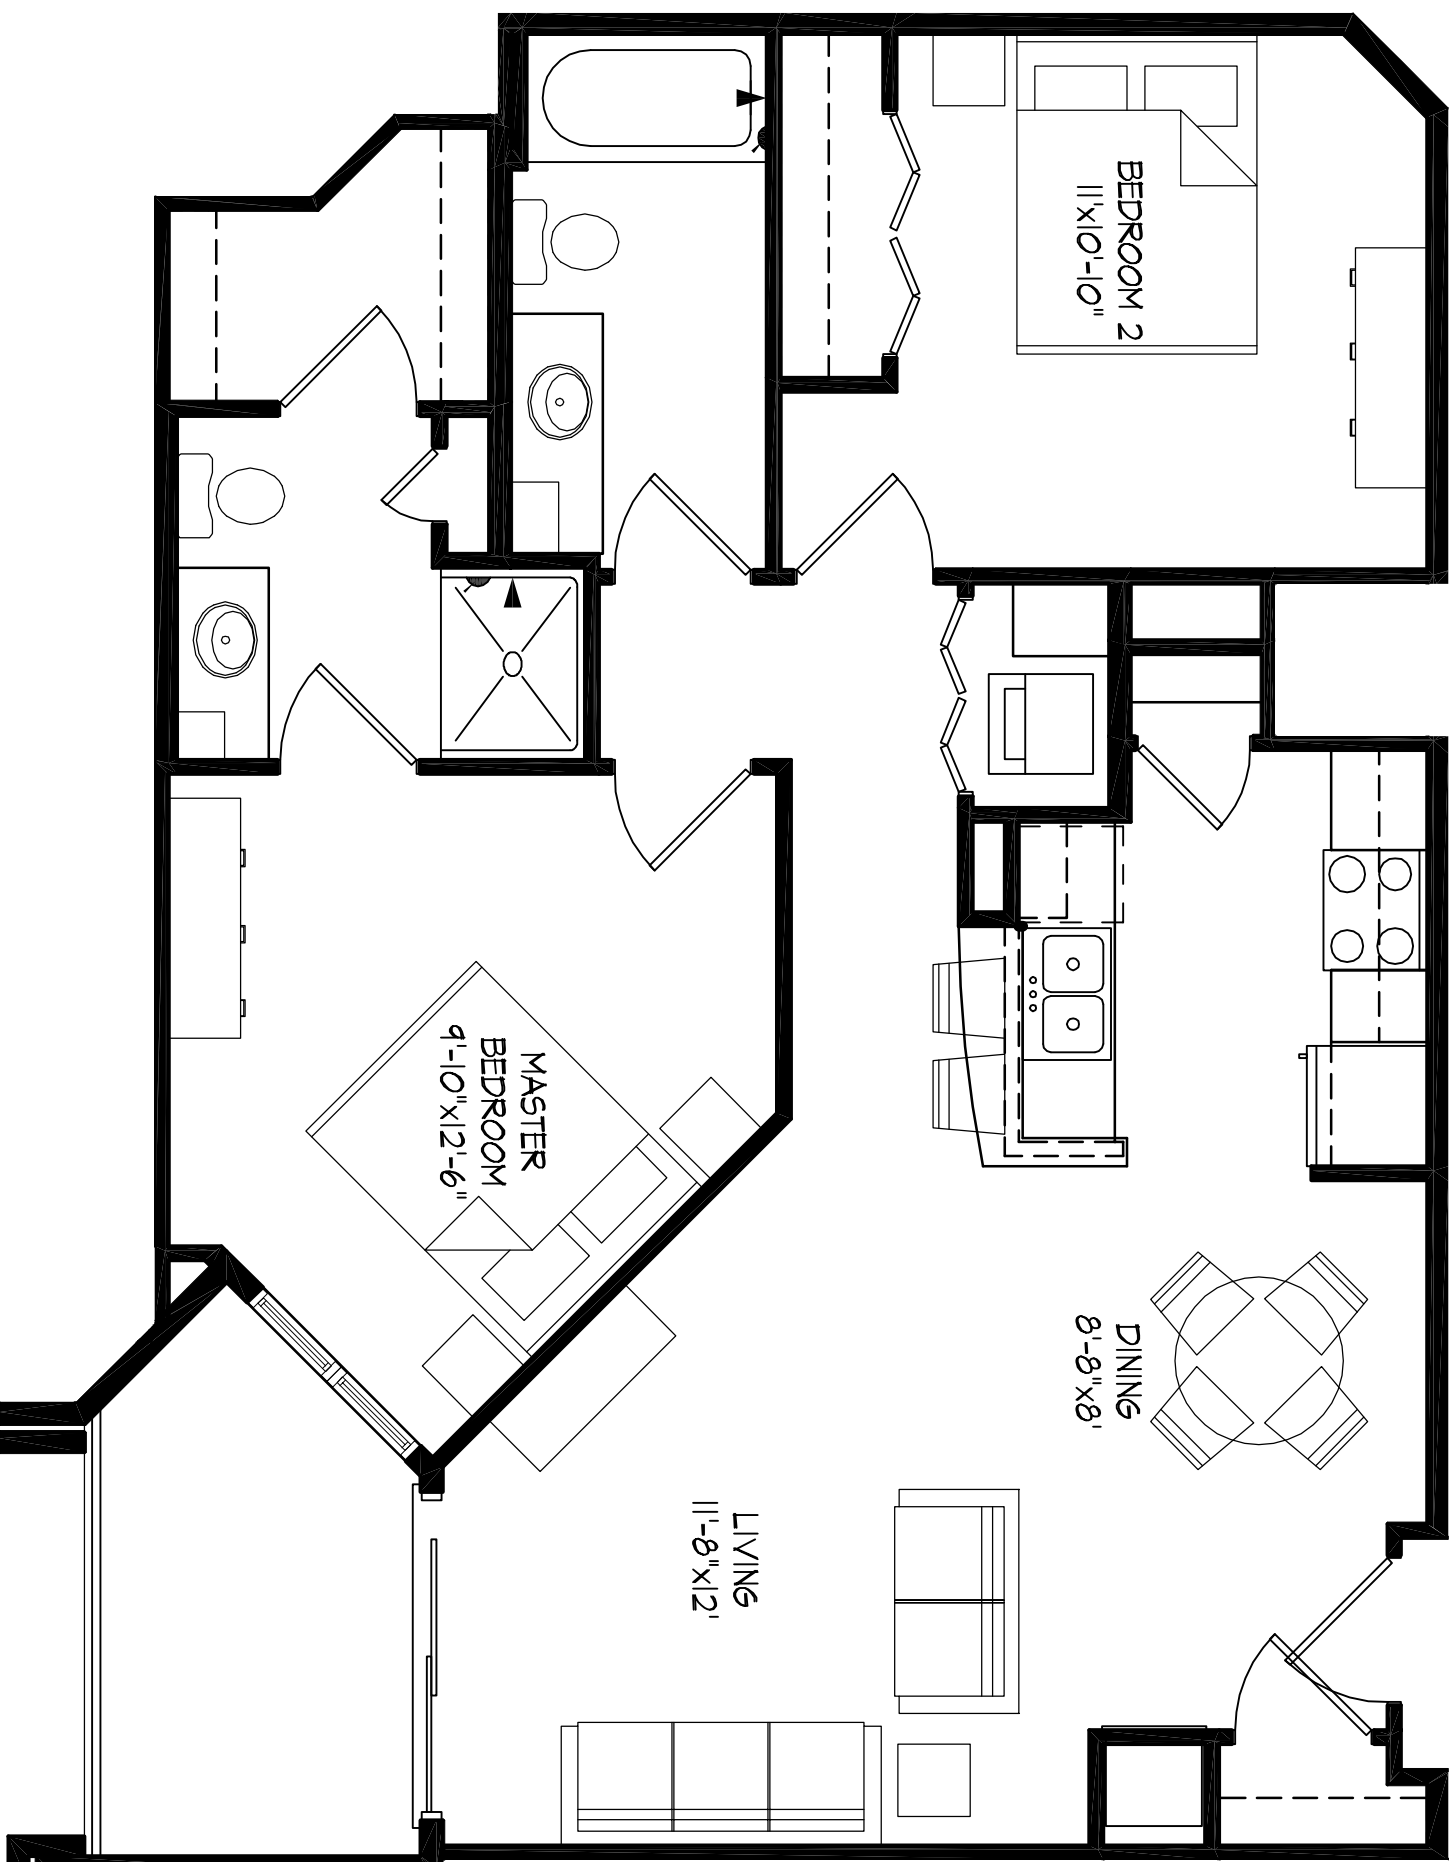 BEDROOM 2
11'x10'-10"
MASTER
BEDROOM
9'-10"x12'-6"
DINING
8'-8"x8'
LIVING
11'-8"x12'